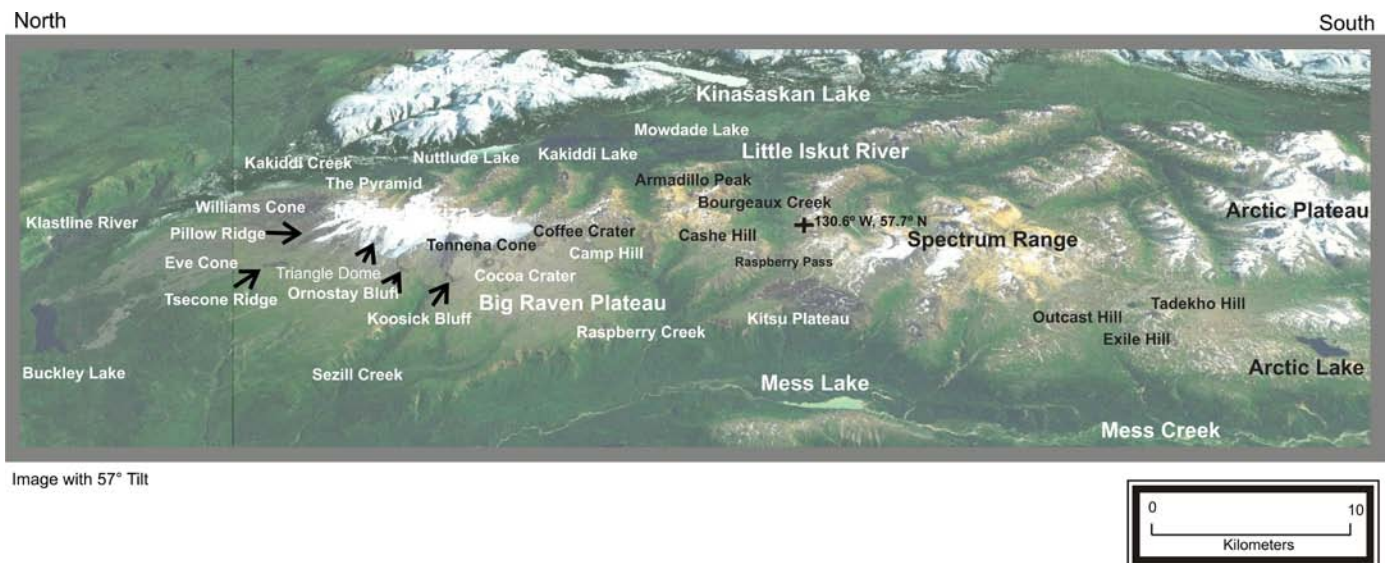 North
South
Kinasaskan Lake
Mowdade Lake
Kakiddi Creek
Nuttlude Lake
Kakiddi Lake
Little Iskut River
The Pyramid
Armadillo Peak
Williams Cone
Bourgeaux Creek
Klastline River
Arctic Plateau
130.6° W, 57.7° N
Pillow Ridge
Coffee Crater
Cashe Hill
Spectrum Range
Tennena Cone
Camp Hill
Eve Cone
Raspberry Pass
Triangle Dome
Cocoa Crater
Tsecone Ridge
Ornostay Bluff
Big Raven Plateau
Tadekho Hill
Koosick Bluff
Kitsu Plateau
Outcast Hill
Raspberry Creek
Exile Hill
Buckley Lake
Sezill Creek
Arctic Lake
Mess Lake
Mess Creek
Image with 57° Tilt
0
10
Kilometers